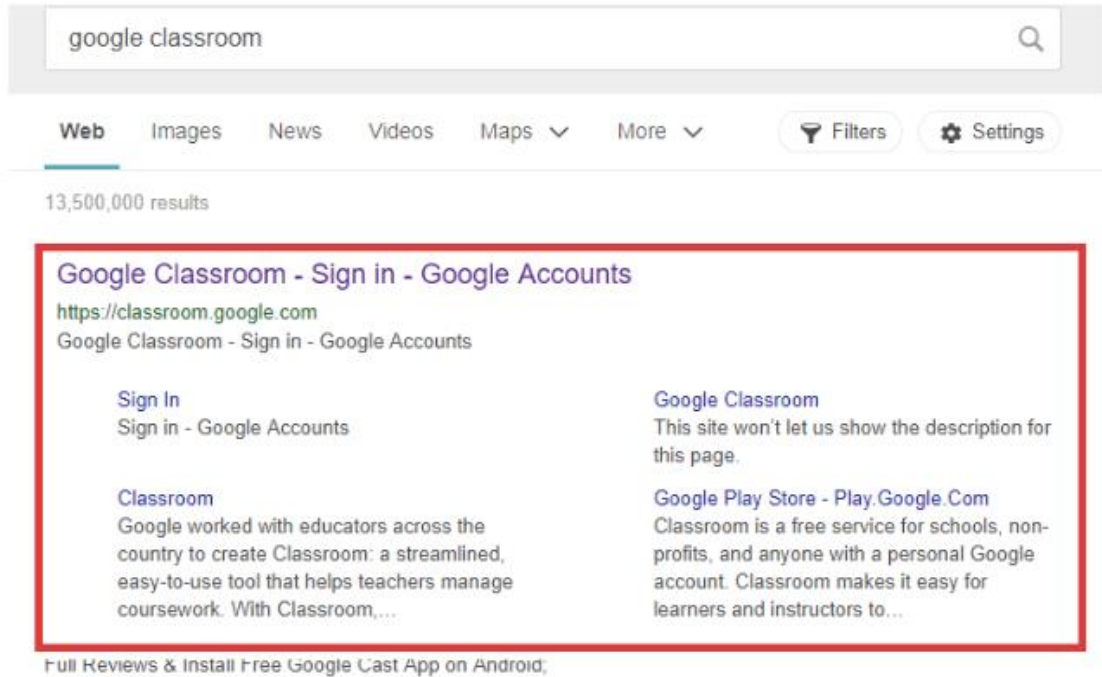 google classroom
Web Images News Videos Maps More Filters Settings
13,500,000 results
Google Classroom - Sign in - Google Accounts
https://classroom.google.com
Google Classroom - Sign in - Google Accounts
Sign In
Sign in - Google Accounts
Google Classroom
This site won't let us show the description for
this page.
Classroom
Google worked with educators across the
country to create Classroom: a streamlined,
easy-to-use tool that helps teachers manage
coursework. With Classroom,...
Google Play Store - Play.Google.Com
Classroom is a free service for schools, non-
profits, and anyone with a personal Google
account. Classroom makes it easy for
learners and instructors to...
Full Reviews & Install Free Google Cast App on Android;